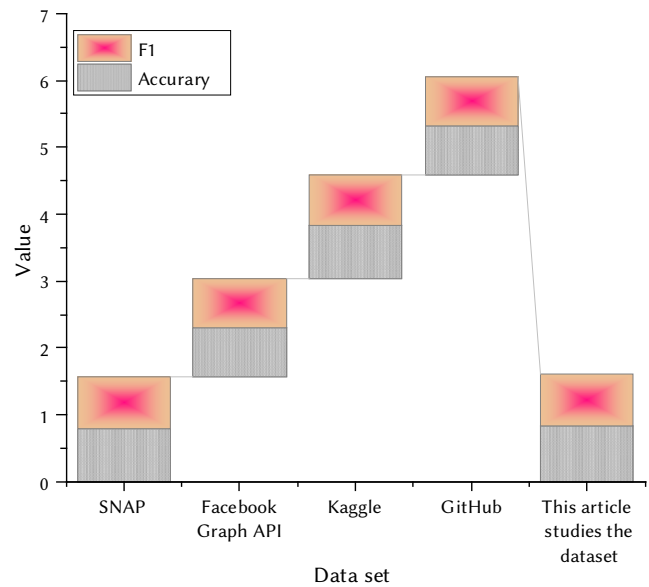 7
6
5
4
3
2
1
0
Value
F1
Accurary
SNAP
Facebook
Graph API
Kaggle
GitHub
This article
studies the
dataset
Data set